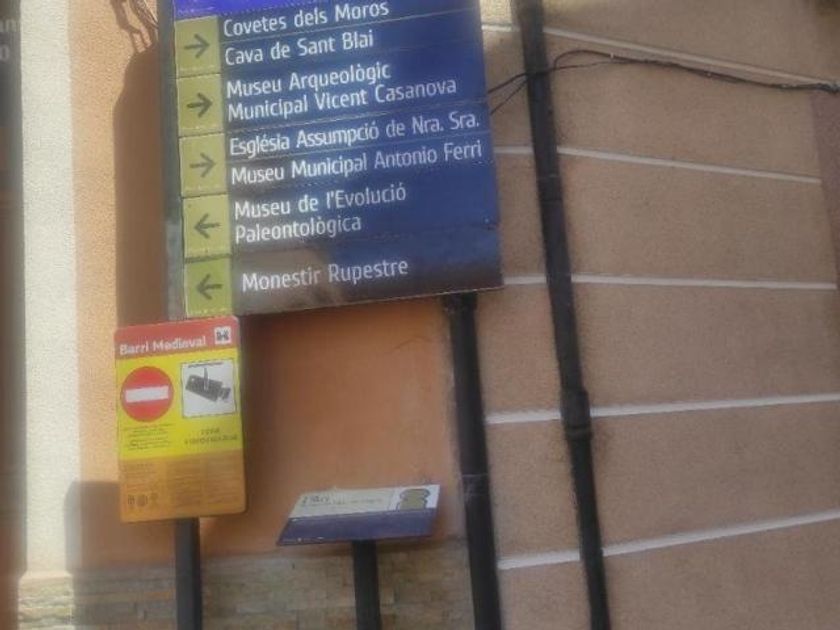 Covetes dels Moros
Cava de Sant Blai
Museu Arqueològic
Municipal Vicent Casanova
Església Assumpció de Nra. Sra.
Museu Municipal Antonio Ferri
Museu de l'Evolució
Paleontològica
Monestir Rupestre
Barri Medieval